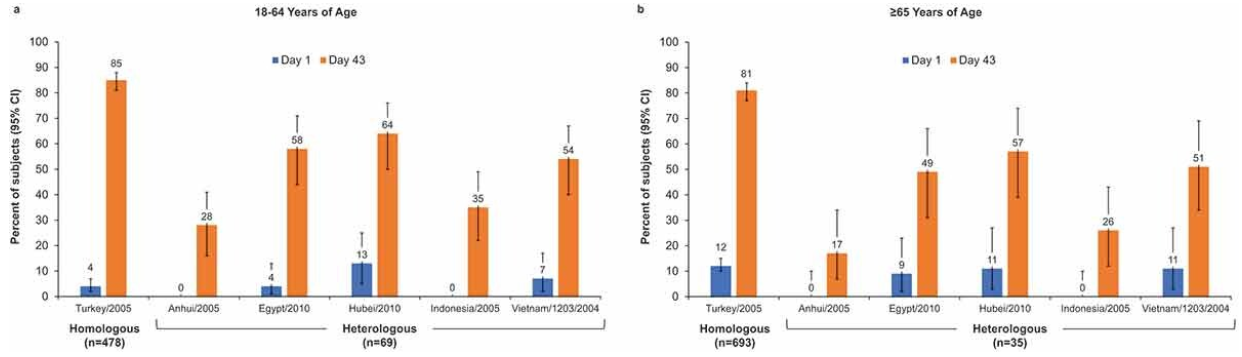 a
18-64 Years of Age
Percent of subjects (95% CI)
100
90
80
70
60
50
40
30
20
10
0
Day 1 Day 43
4 85
0 28
4 58
13 64
0 35
7 54
Turkey/2005 Anhui/2005 Egypt/2010 Hubei/2010 Indonesia/2005 Vietnam/1203/2004
Homologous Heterologous
(n=478) (n=69)
b
≥65 Years of Age
Percent of subjects (95% CI)
100
90
80
70
60
50
40
30
20
10
0
Day 1 Day 43
12 81
0 17
9 49
11 57
0 26
11 51
Turkey/2005 Anhui/2005 Egypt/2010 Hubei/2010 Indonesia/2005 Vietnam/1203/2004
Homologous Heterologous
(n=693) (n=35)